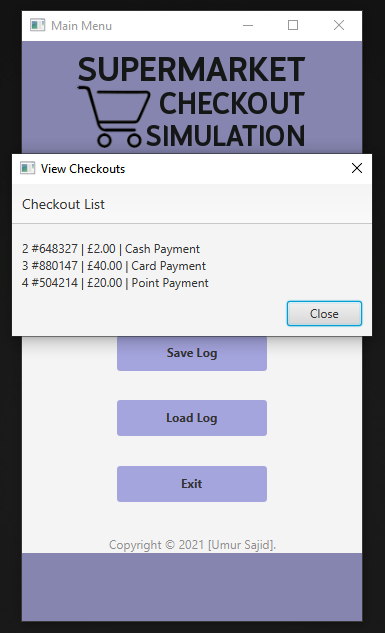 Main Menu
SUPERMARKET
CHECKOUT
SIMULATION
View Checkouts
Checkout List
2 #648327 | £2.00 | Cash Payment
3 #880147 | £40.00 | Card Payment
4 #504214 | £20.00 | Point Payment
Close
Save Log
Load Log
Exit
Copyright © 2021 [Umur Sajid].